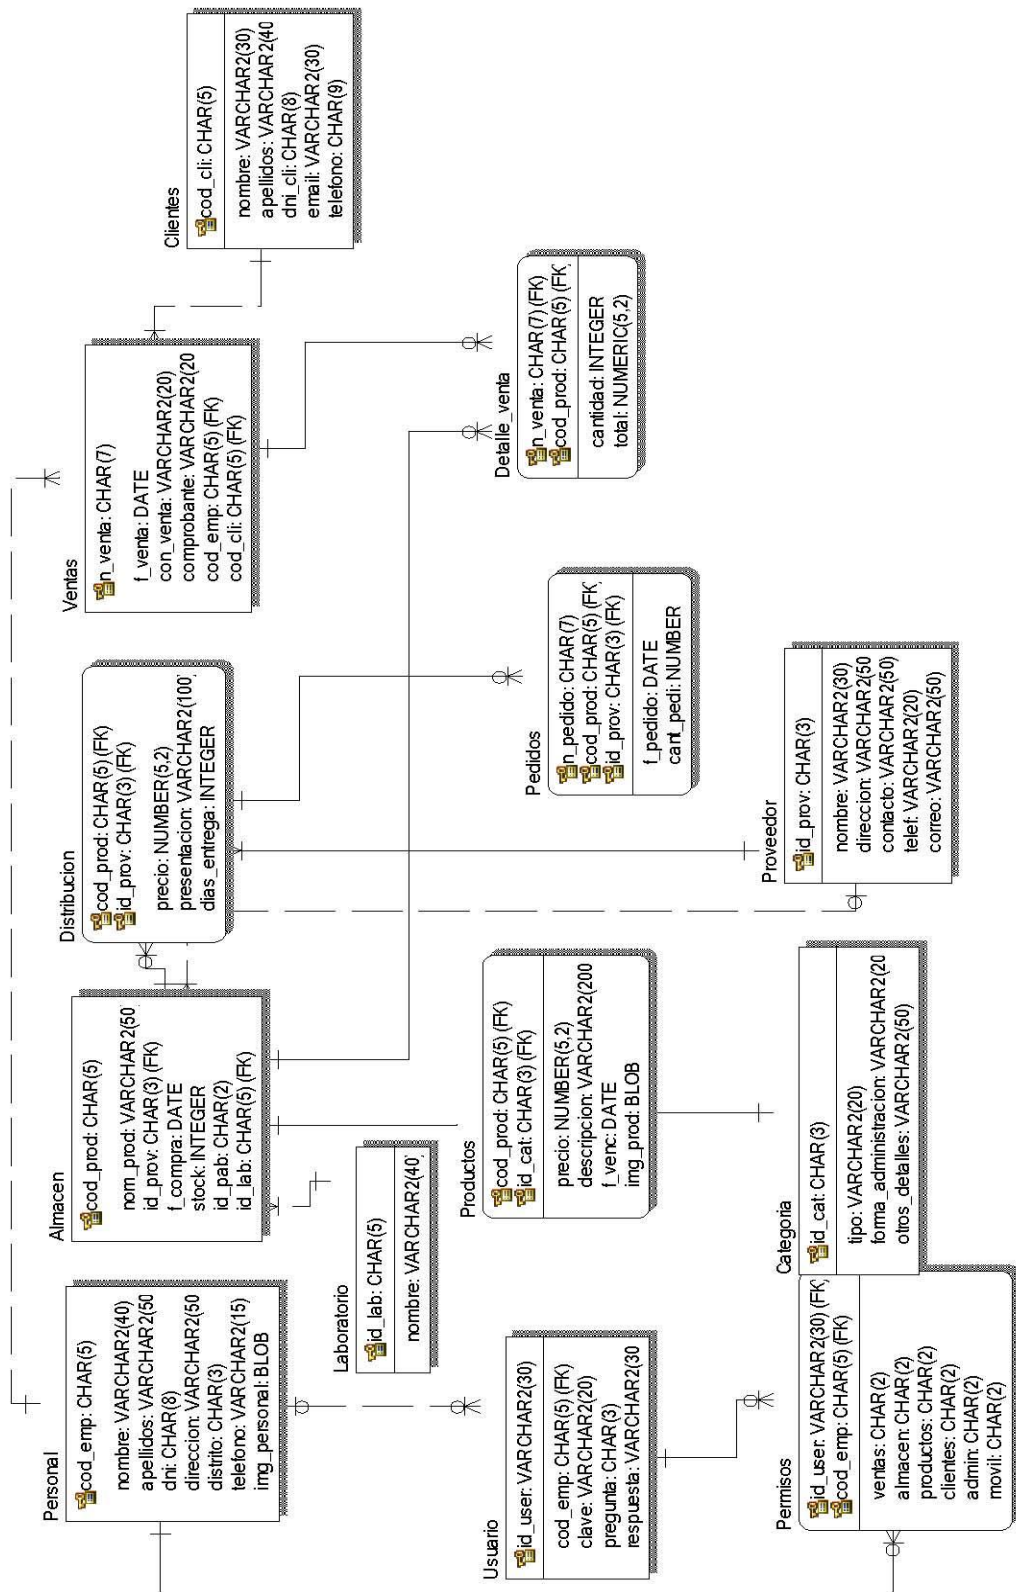 Personal
cod_emp: CHAR(5)
nombre: VARCHAR2(40)
apellidos: VARCHAR2(50
dni: CHAR(8)
direccion: VARCHAR2(50
distrito: CHAR(3)
telefono: VARCHAR2(15)
img_personal: BLOB
Almacen
cod_prod: CHAR(5)
nom_prod: VARCHAR2(50)
id_prov: CHAR(3) (FK)
f_compra: DATE
stock: INTEGER
id_pab: CHAR(2)
id_lab: CHAR(5) (FK)
Distribucion
cod_prod: CHAR(5) (FK)
id_prov: CHAR(3) (FK)
precio: NUMBER(5,2)
presentacion: VARCHAR2(100)
dias_entrega: INTEGER
Ventas
n_venta: CHAR(7)
f_venta: DATE
con_venta: VARCHAR2(20)
comprobante: VARCHAR2(20
cod_emp: CHAR(5) (FK)
cod_cli: CHAR(5) (FK)
Clientes
cod_cli: CHAR(5)
nombre: VARCHAR2(30)
apellidos: VARCHAR2(40
dni_cli: CHAR(8)
email: VARCHAR2(30)
telefono: CHAR(9)
Laboratorio
id_lab: CHAR(5)
nombre: VARCHAR2(40)
Usuario
id_user: VARCHAR2(30)
cod_emp: CHAR(5) (FK)
clave: VARCHAR2(20)
pregunta: CHAR(3)
respuesta: VARCHAR2(30
Productos
cod_prod: CHAR(5) (FK)
id_cat: CHAR(3) (FK)
precio: NUMBER(5,2)
descripcion: VARCHAR2(200
f_venc: DATE
img_prod: BLOB
Pedidos
n_pedido: CHAR(7)
cod_prod: CHAR(5) (FK)
id_prov: CHAR(3) (FK)
f_pedido: DATE
cant_pedi: NUMBER
Detalle_venta
n_venta: CHAR(7) (FK)
cod_prod: CHAR(5) (FK)
cantidad: INTEGER
total: NUMERIC(5,2)
Permisos
id_user: VARCHAR2(30) (FK)
cod_emp: CHAR(5) (FK)
ventas: CHAR(2)
almacen: CHAR(2)
productos: CHAR(2)
clientes: CHAR(2)
admin: CHAR(2)
movil: CHAR(2)
Categoria
id_cat: CHAR(3)
tipo: VARCHAR2(20)
forma_administracion: VARCHAR2(20
otros_detalles: VARCHAR2(50)
Proveedor
id_prov: CHAR(3)
nombre: VARCHAR2(30)
direccion: VARCHAR2(50
contacto: VARCHAR2(50)
telef: VARCHAR2(20)
correo: VARCHAR2(50)